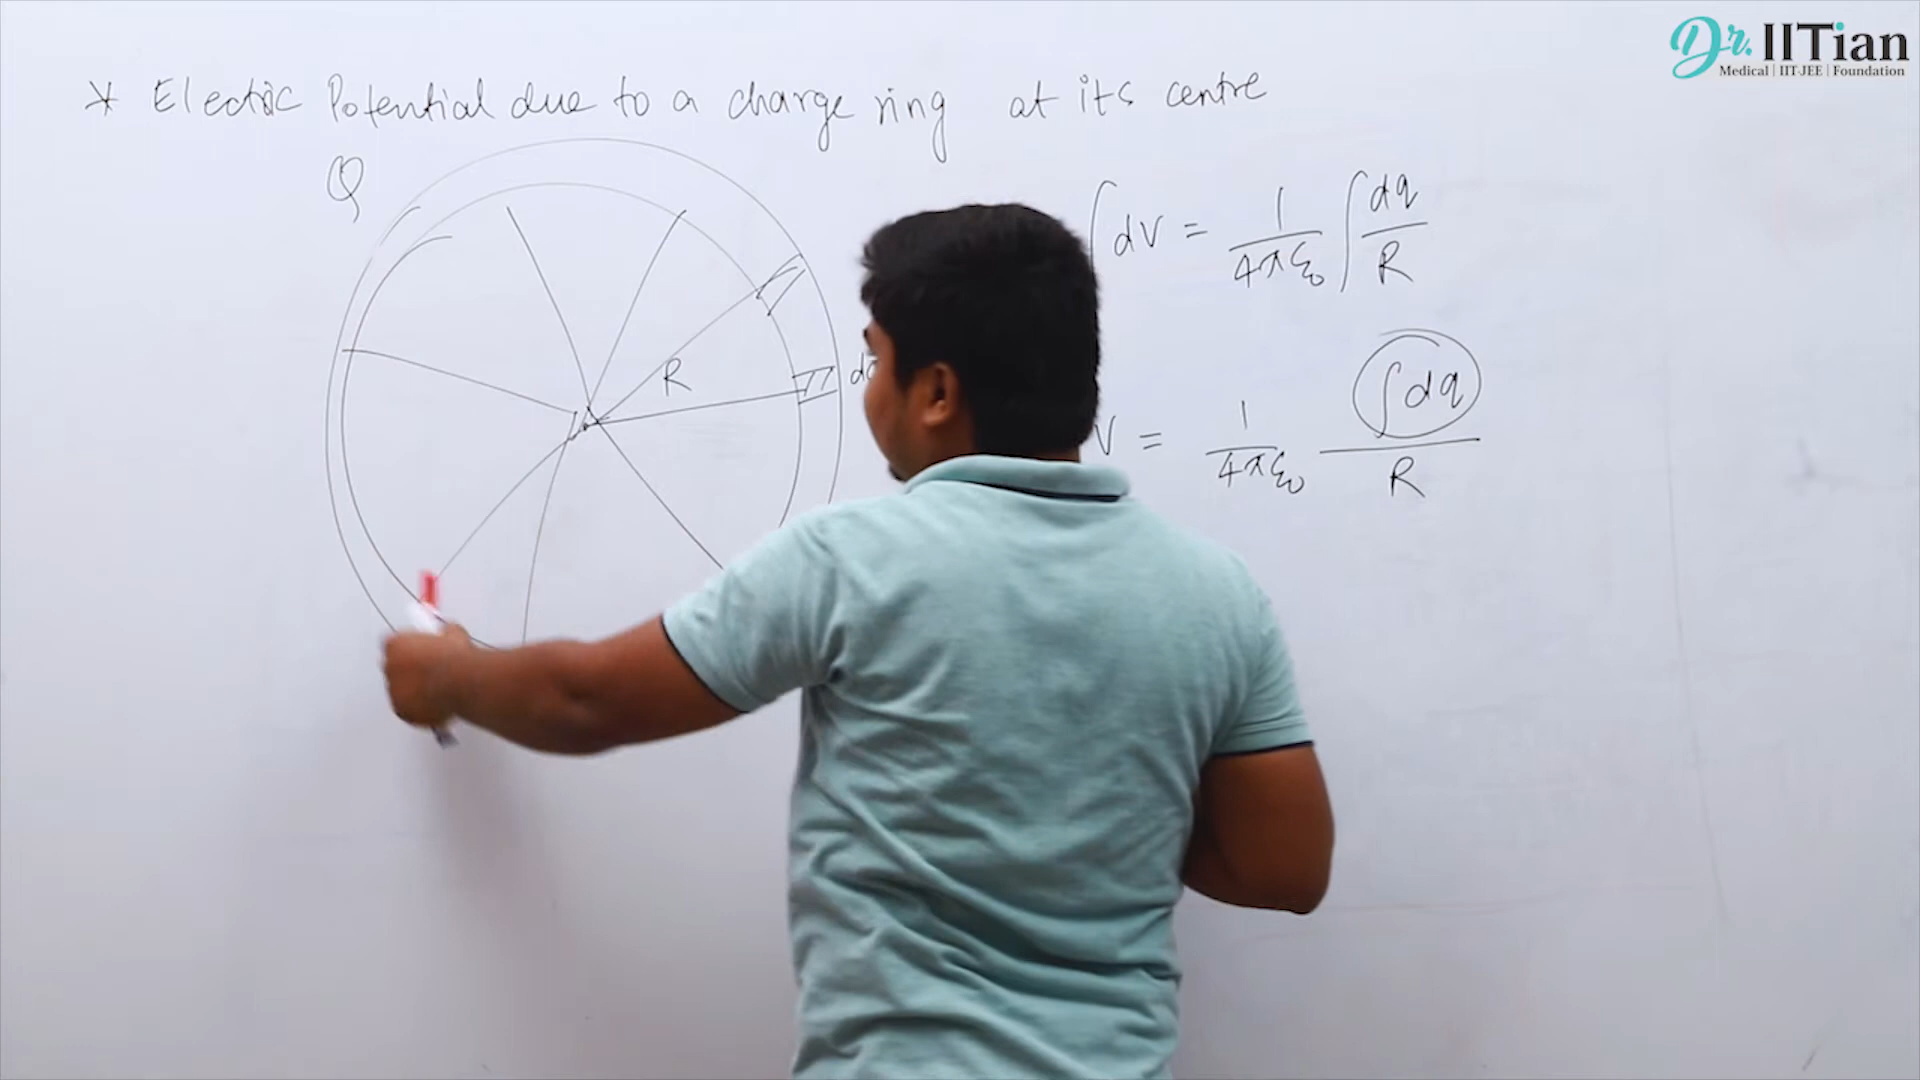 Dr. IITian
Medical | IIT-JEE | Foundation
* Electric Potential due to a charge ring at its centre
Q
∫dV = 1/4πε₀ ∫dq/R
R
V = 1/4πε₀ ∫dq/R